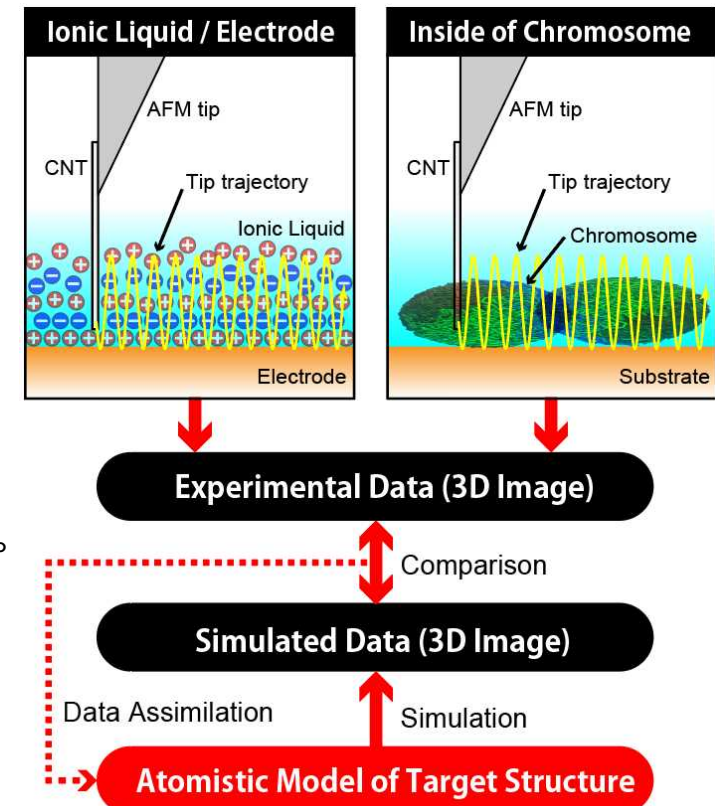 Ionic Liquid / Electrode
AFM tip
CNT
Tip trajectory
Ionic Liquid
Electrode
Inside of Chromosome
AFM tip
CNT
Tip trajectory
Chromosome
Substrate
Experimental Data (3D Image)
Comparison
Simulated Data (3D Image)
Data Assimilation
Simulation
Atomistic Model of Target Structure